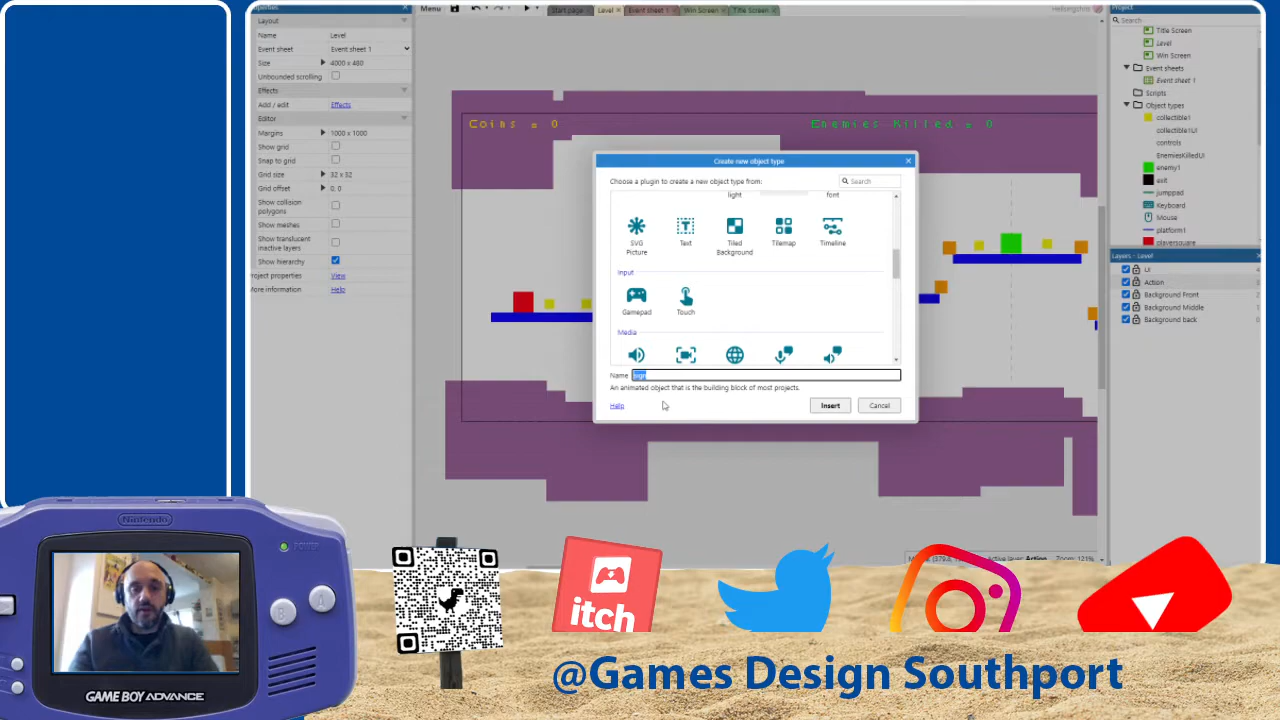 Properties
Layout
Name Level
Event sheet Event sheet 1
Size 4000 x 480
Unbounded scrolling
Effects
Add / edit Effects
Editor
Margins 1000 x 1000
Show grid
Snap to grid
Grid size 32 x 32
Grid offset 0, 0
Show collision
polygons
Show meshes
Show translucent
inactive layers
Show hierarchy
roject properties View
More information Help
Menu
Start page
Level
Event sheet 1
Win Screen
Title Screen
Coins = 0
Enemies Killed = 0
Create new object type
Choose a plugin to create a new object type from:
Search
light
font
SVG
Picture
Text
Tiled
Background
Tilemap
Timeline
Input
Gamepad
Touch
Media
Name
An animated object that is the building block of most projects.
Help
Insert
Cancel
Active layer: Action
Zoom: 121%
Project
Search
Title Screen
Level
Win Screen
Event sheets
Event sheet 1
Scripts
Object types
collectible1
collectible1UI
controls
EnemiesKilledUI
enemy1
exit
jumppad
Keyboard
Mouse
platform1
playersquare
Layers - Level
UI
Action
Background Front 2
Background Middle 1
Background back 0
Nintendo
POWER
B
A
GAME BOY ADVANCE
itch
@Games Design Southport